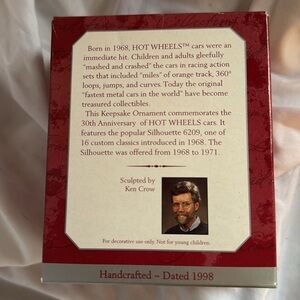 Born in 1968, HOT WHEELS™ cars were an
immediate hit. Children and adults gleefully
"mashed and crashed" the cars in racing action
sets that included "miles" of orange track, 360°
loops, jumps, and curves. Today the original
"fastest metal cars in the world" have become
treasured collectibles.
This Keepsake Ornament commemorates the
30th Anniversary of HOT WHEELS cars. It
features the popular Silhouette 6209, one of
16 custom classics introduced in 1968. The
Silhouette was offered from 1968 to 1971.
Sculpted by
Ken Crow
For decorative use only. Not for young children.
Handcrafted – Dated 1998